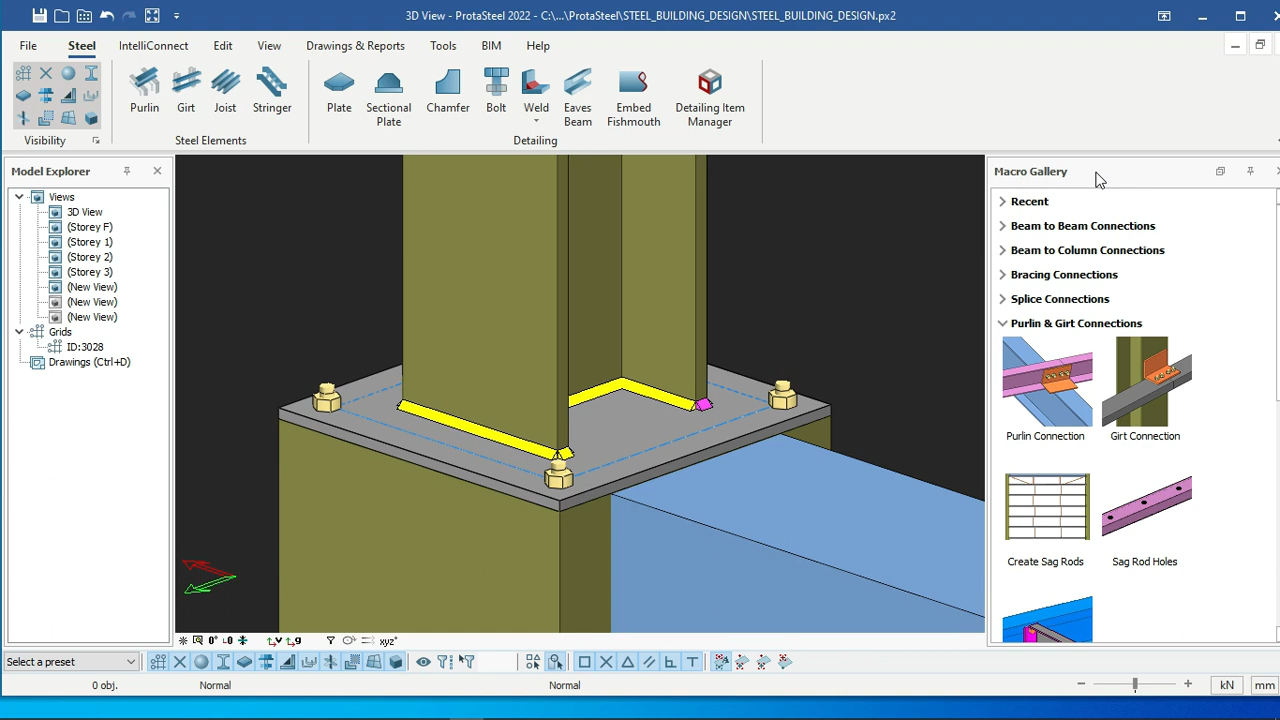 3D View - ProtaSteel 2022 - C:\...\ProtaSteel\STEEL_BUILDING_DESIGN\STEEL_BUILDING_DESIGN.px2
File Steel IntelliConnect Edit View Drawings & Reports Tools BIM Help
Purlin Girt Joist Stringer Plate Sectional Plate Chamfer Bolt Weld Eaves Beam Embed Fishmouth Detailing Item Manager
Visibility Steel Elements Detailing
Model Explorer
Views
3D View
(Storey F)
(Storey 1)
(Storey 2)
(Storey 3)
(New View)
(New View)
(New View)
Grids
ID:3028
Drawings (Ctrl+D)
Macro Gallery
Recent
Beam to Beam Connections
Beam to Column Connections
Bracing Connections
Splice Connections
Purlin & Girt Connections
Purlin Connection Girt Connection
Create Sag Rods Sag Rod Holes
xyz*
Select a preset
0 obj. Normal Normal kN mm